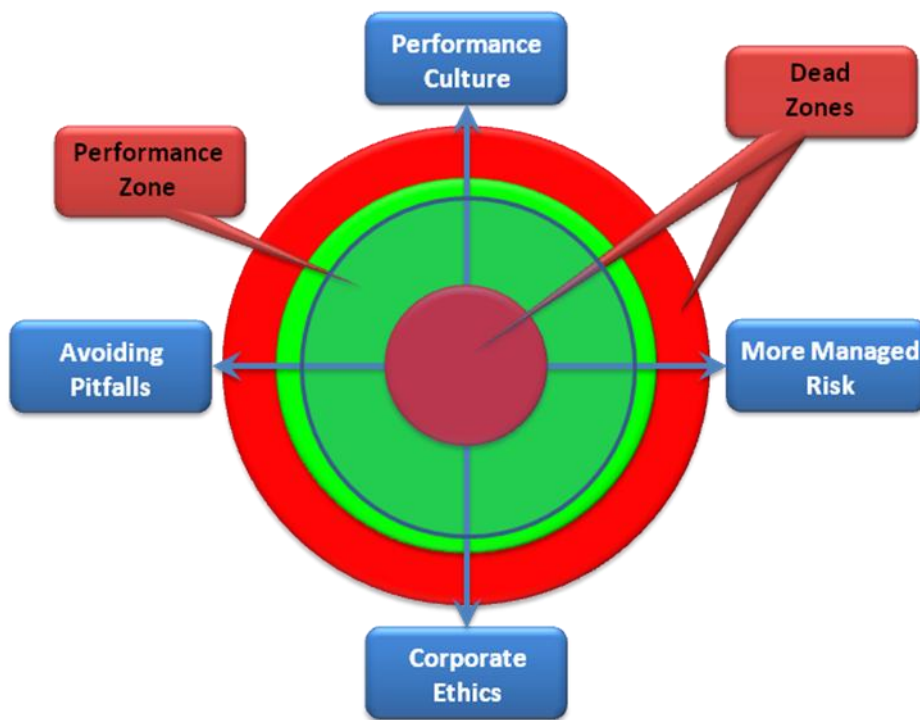 Performance
Culture
Dead
Zones
Performance
Zone
Avoiding
Pitfalls
More Managed
Risk
Corporate
Ethics